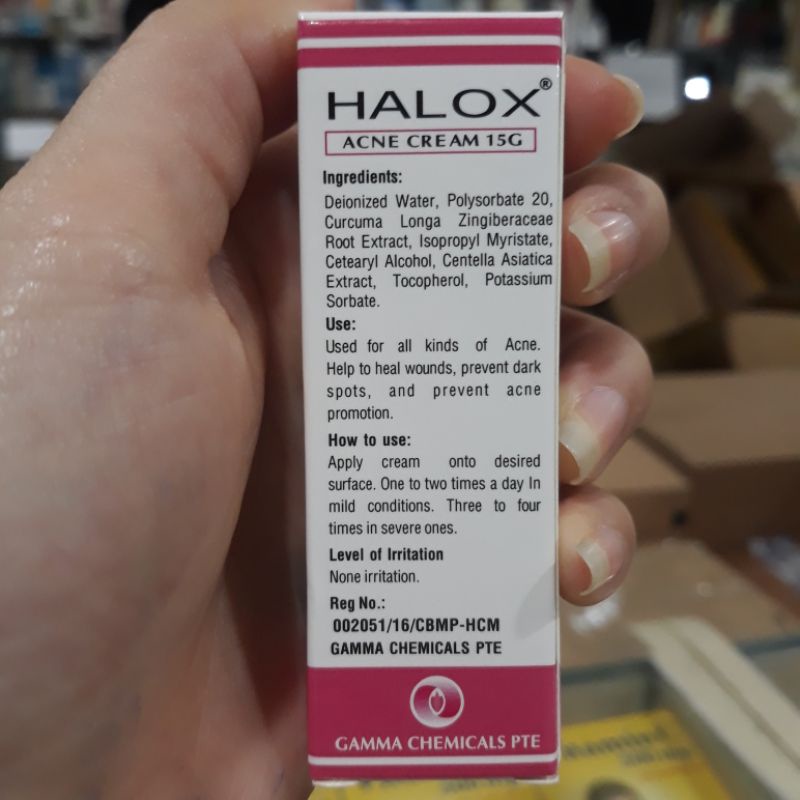 HALOX®
ACNE CREAM 15G
Ingredients:
Deionized Water, Polysorbate 20,
Curcuma Longa Zingiberaceae
Root Extract, Isopropyl Myristate,
Cetearyl Alcohol, Centella Asiatica
Extract, Tocopherol, Potassium
Sorbate.
Use:
Used for all kinds of Acne.
Help to heal wounds, prevent dark
spots, and prevent acne
promotion.
How to use:
Apply cream onto desired
surface. One to two times a day In
mild conditions. Three to four
times in severe ones.
Level of Irritation
None irritation.
Reg No.:
002051/16/CBMP-HCM
GAMMA CHEMICALS PTE
GAMMA CHEMICALS PTE